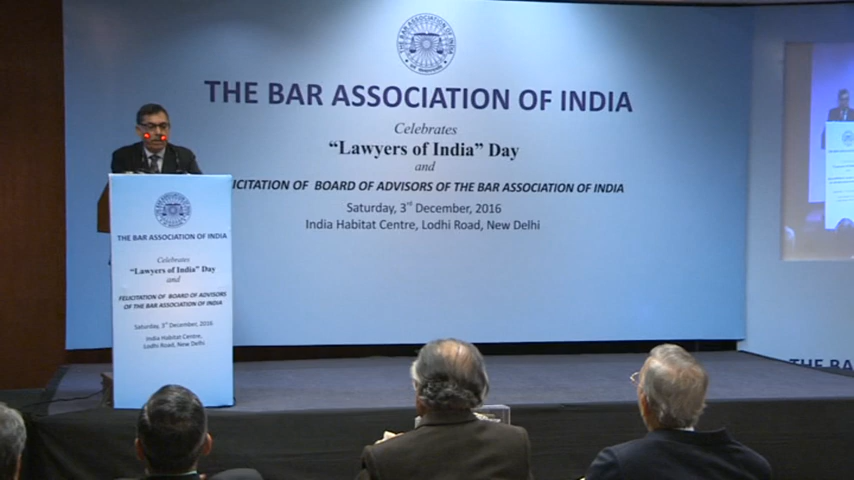 THE BAR ASSOCIATION OF INDIA
Celebrates
"Lawyers of India" Day
and
LICITATION OF BOARD OF ADVISORS OF THE BAR ASSOCIATION OF INDIA
Saturday, 3rd December, 2016
India Habitat Centre, Lodhi Road, New Delhi
THE BAR ASSOCIATION OF INDIA
Celebrates
"Lawyers of India" Day
and
FELICITATION OF BOARD OF ADVISORS
OF THE BAR ASSOCIATION OF INDIA
Saturday, 3rd December, 2016
India Habitat Centre,
Lodhi Road, New Delhi
THE BA